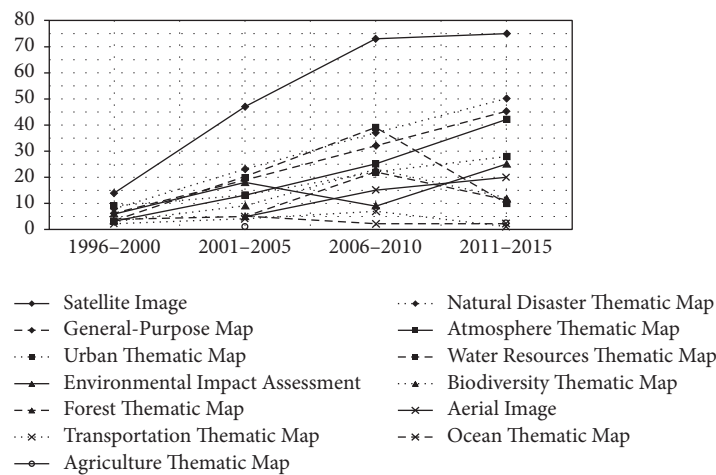 80
70
60
50
40
30
20
10
0
1996–2000 2001–2005 2006–2010 2011–2015
Satellite Image
General-Purpose Map
Urban Thematic Map
Environmental Impact Assessment
Forest Thematic Map
Transportation Thematic Map
Agriculture Thematic Map
Natural Disaster Thematic Map
Atmosphere Thematic Map
Water Resources Thematic Map
Biodiversity Thematic Map
Aerial Image
Ocean Thematic Map